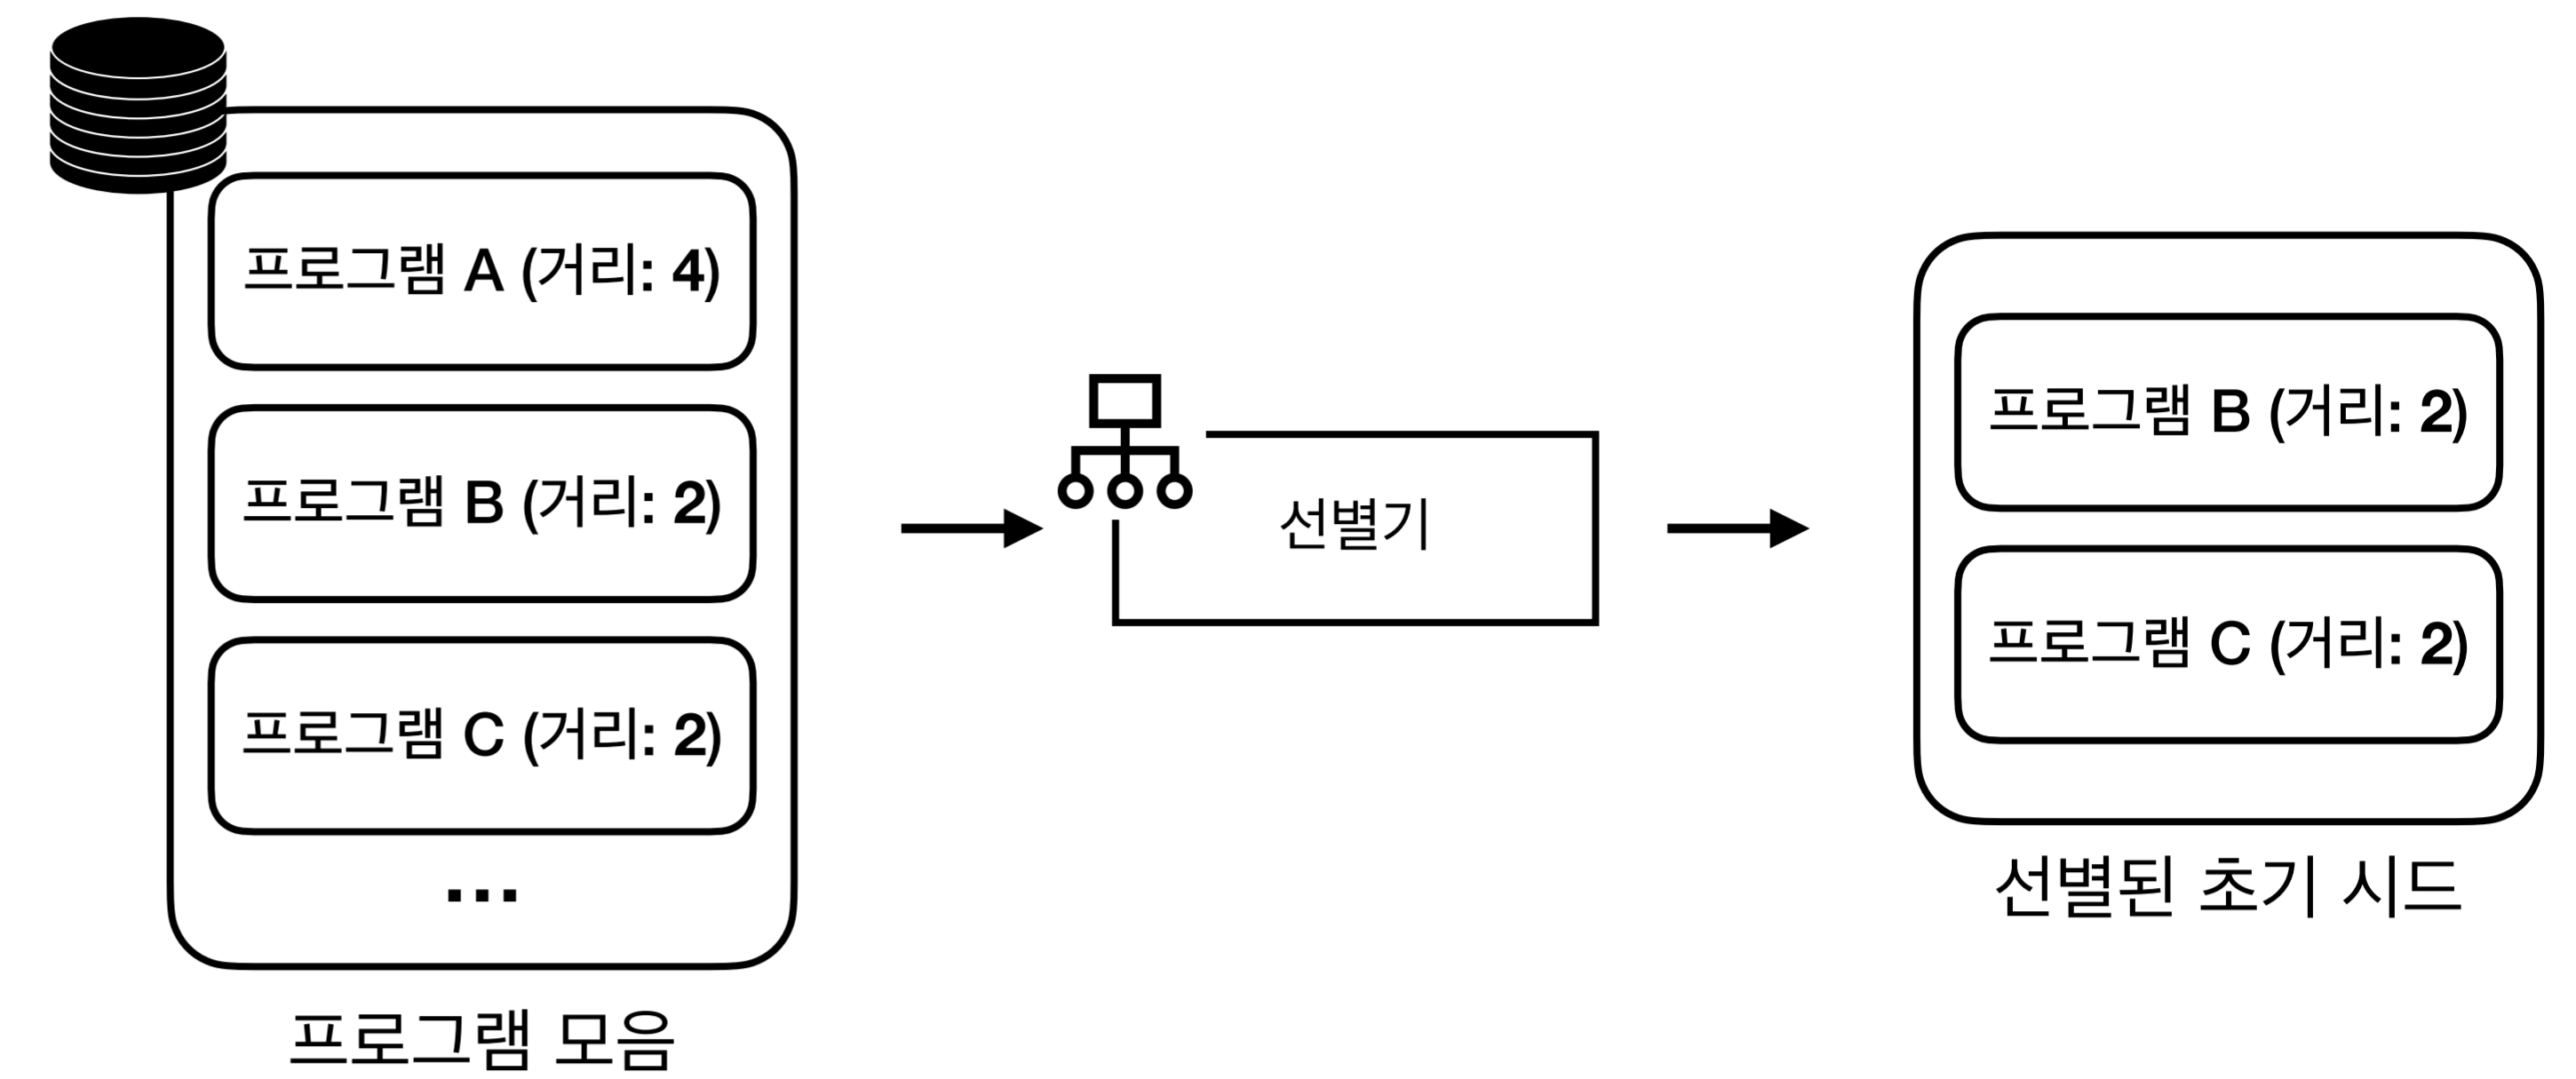 프로그램 A (거리: 4)
프로그램 B (거리: 2)
프로그램 C (거리: 2)
...
프로그램 모음
선별기
프로그램 B (거리: 2)
프로그램 C (거리: 2)
선별된 초기 시드